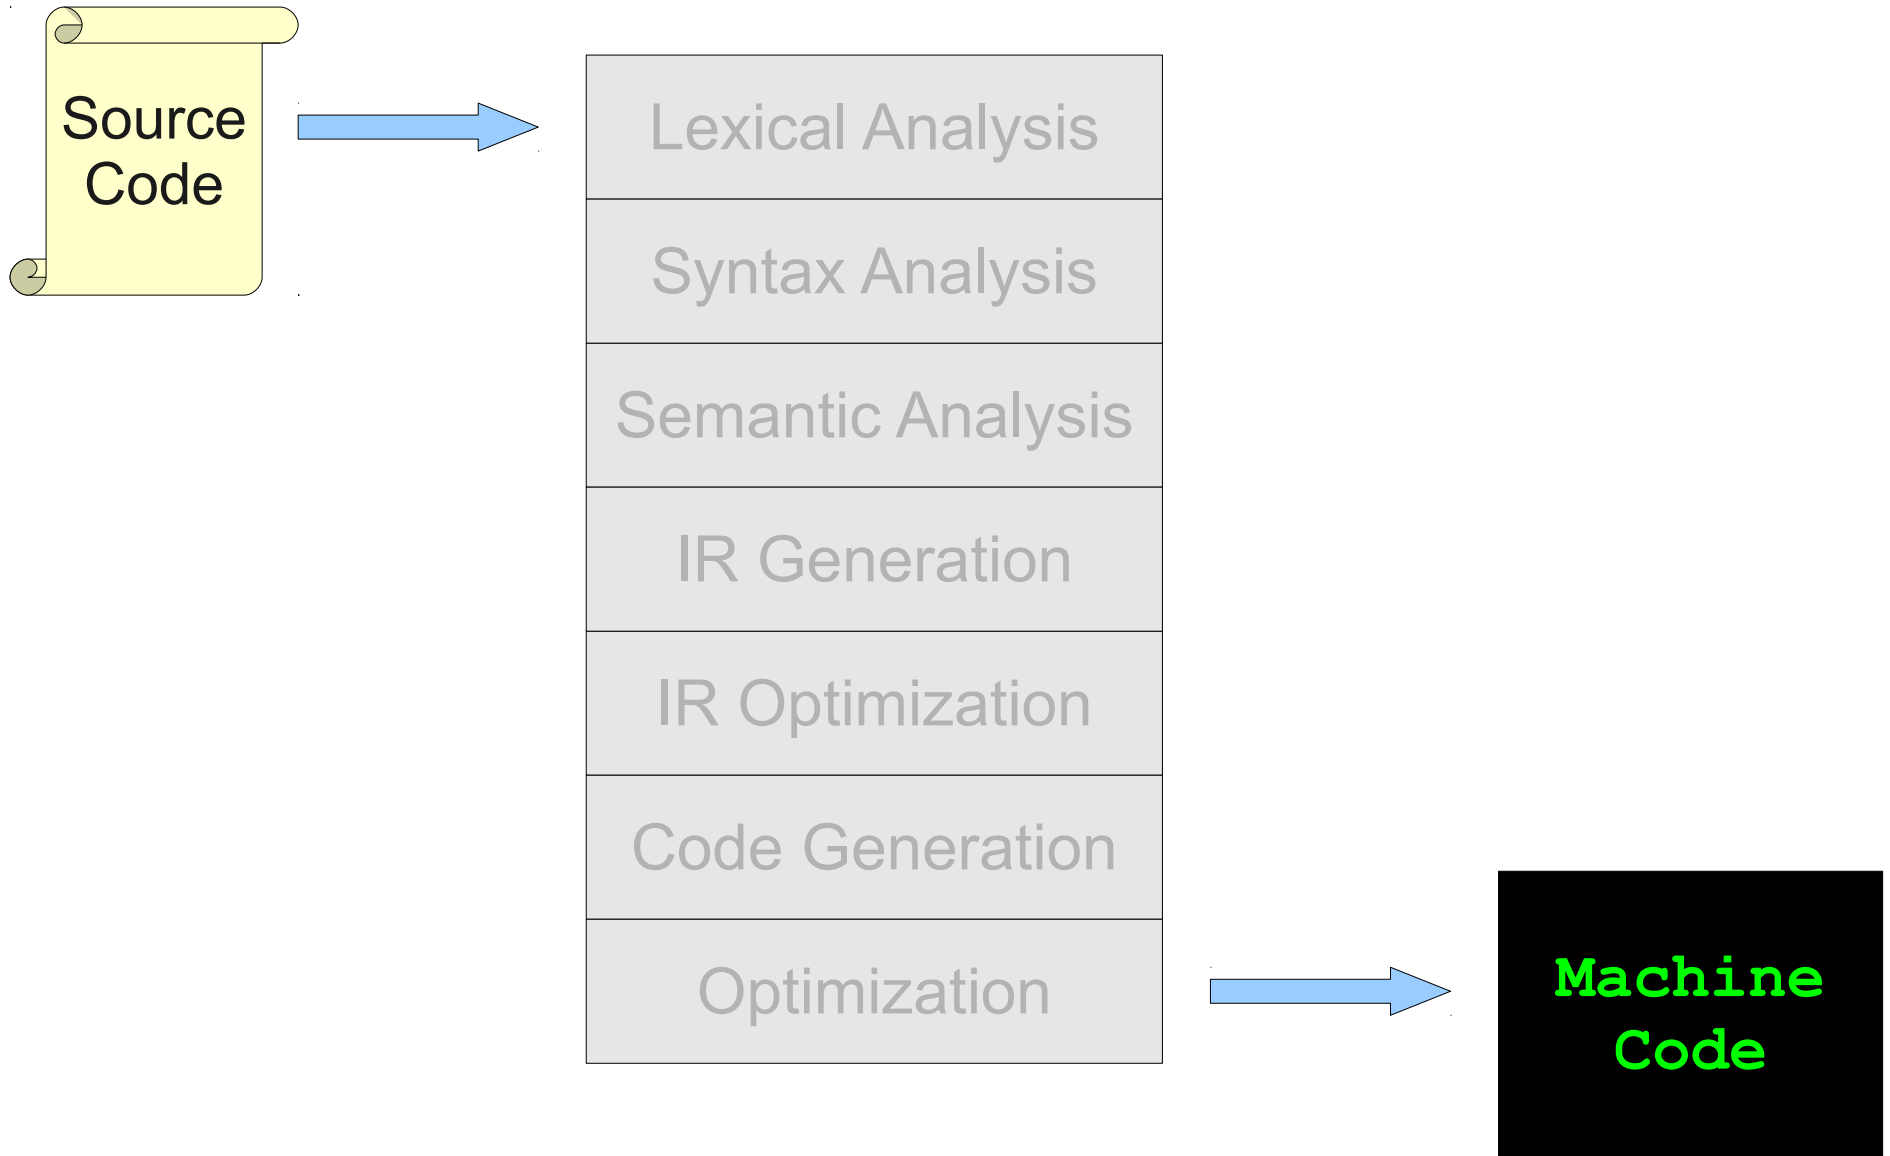 Source
Code
Lexical Analysis
Syntax Analysis
Semantic Analysis
IR Generation
IR Optimization
Code Generation
Optimization
Machine
Code